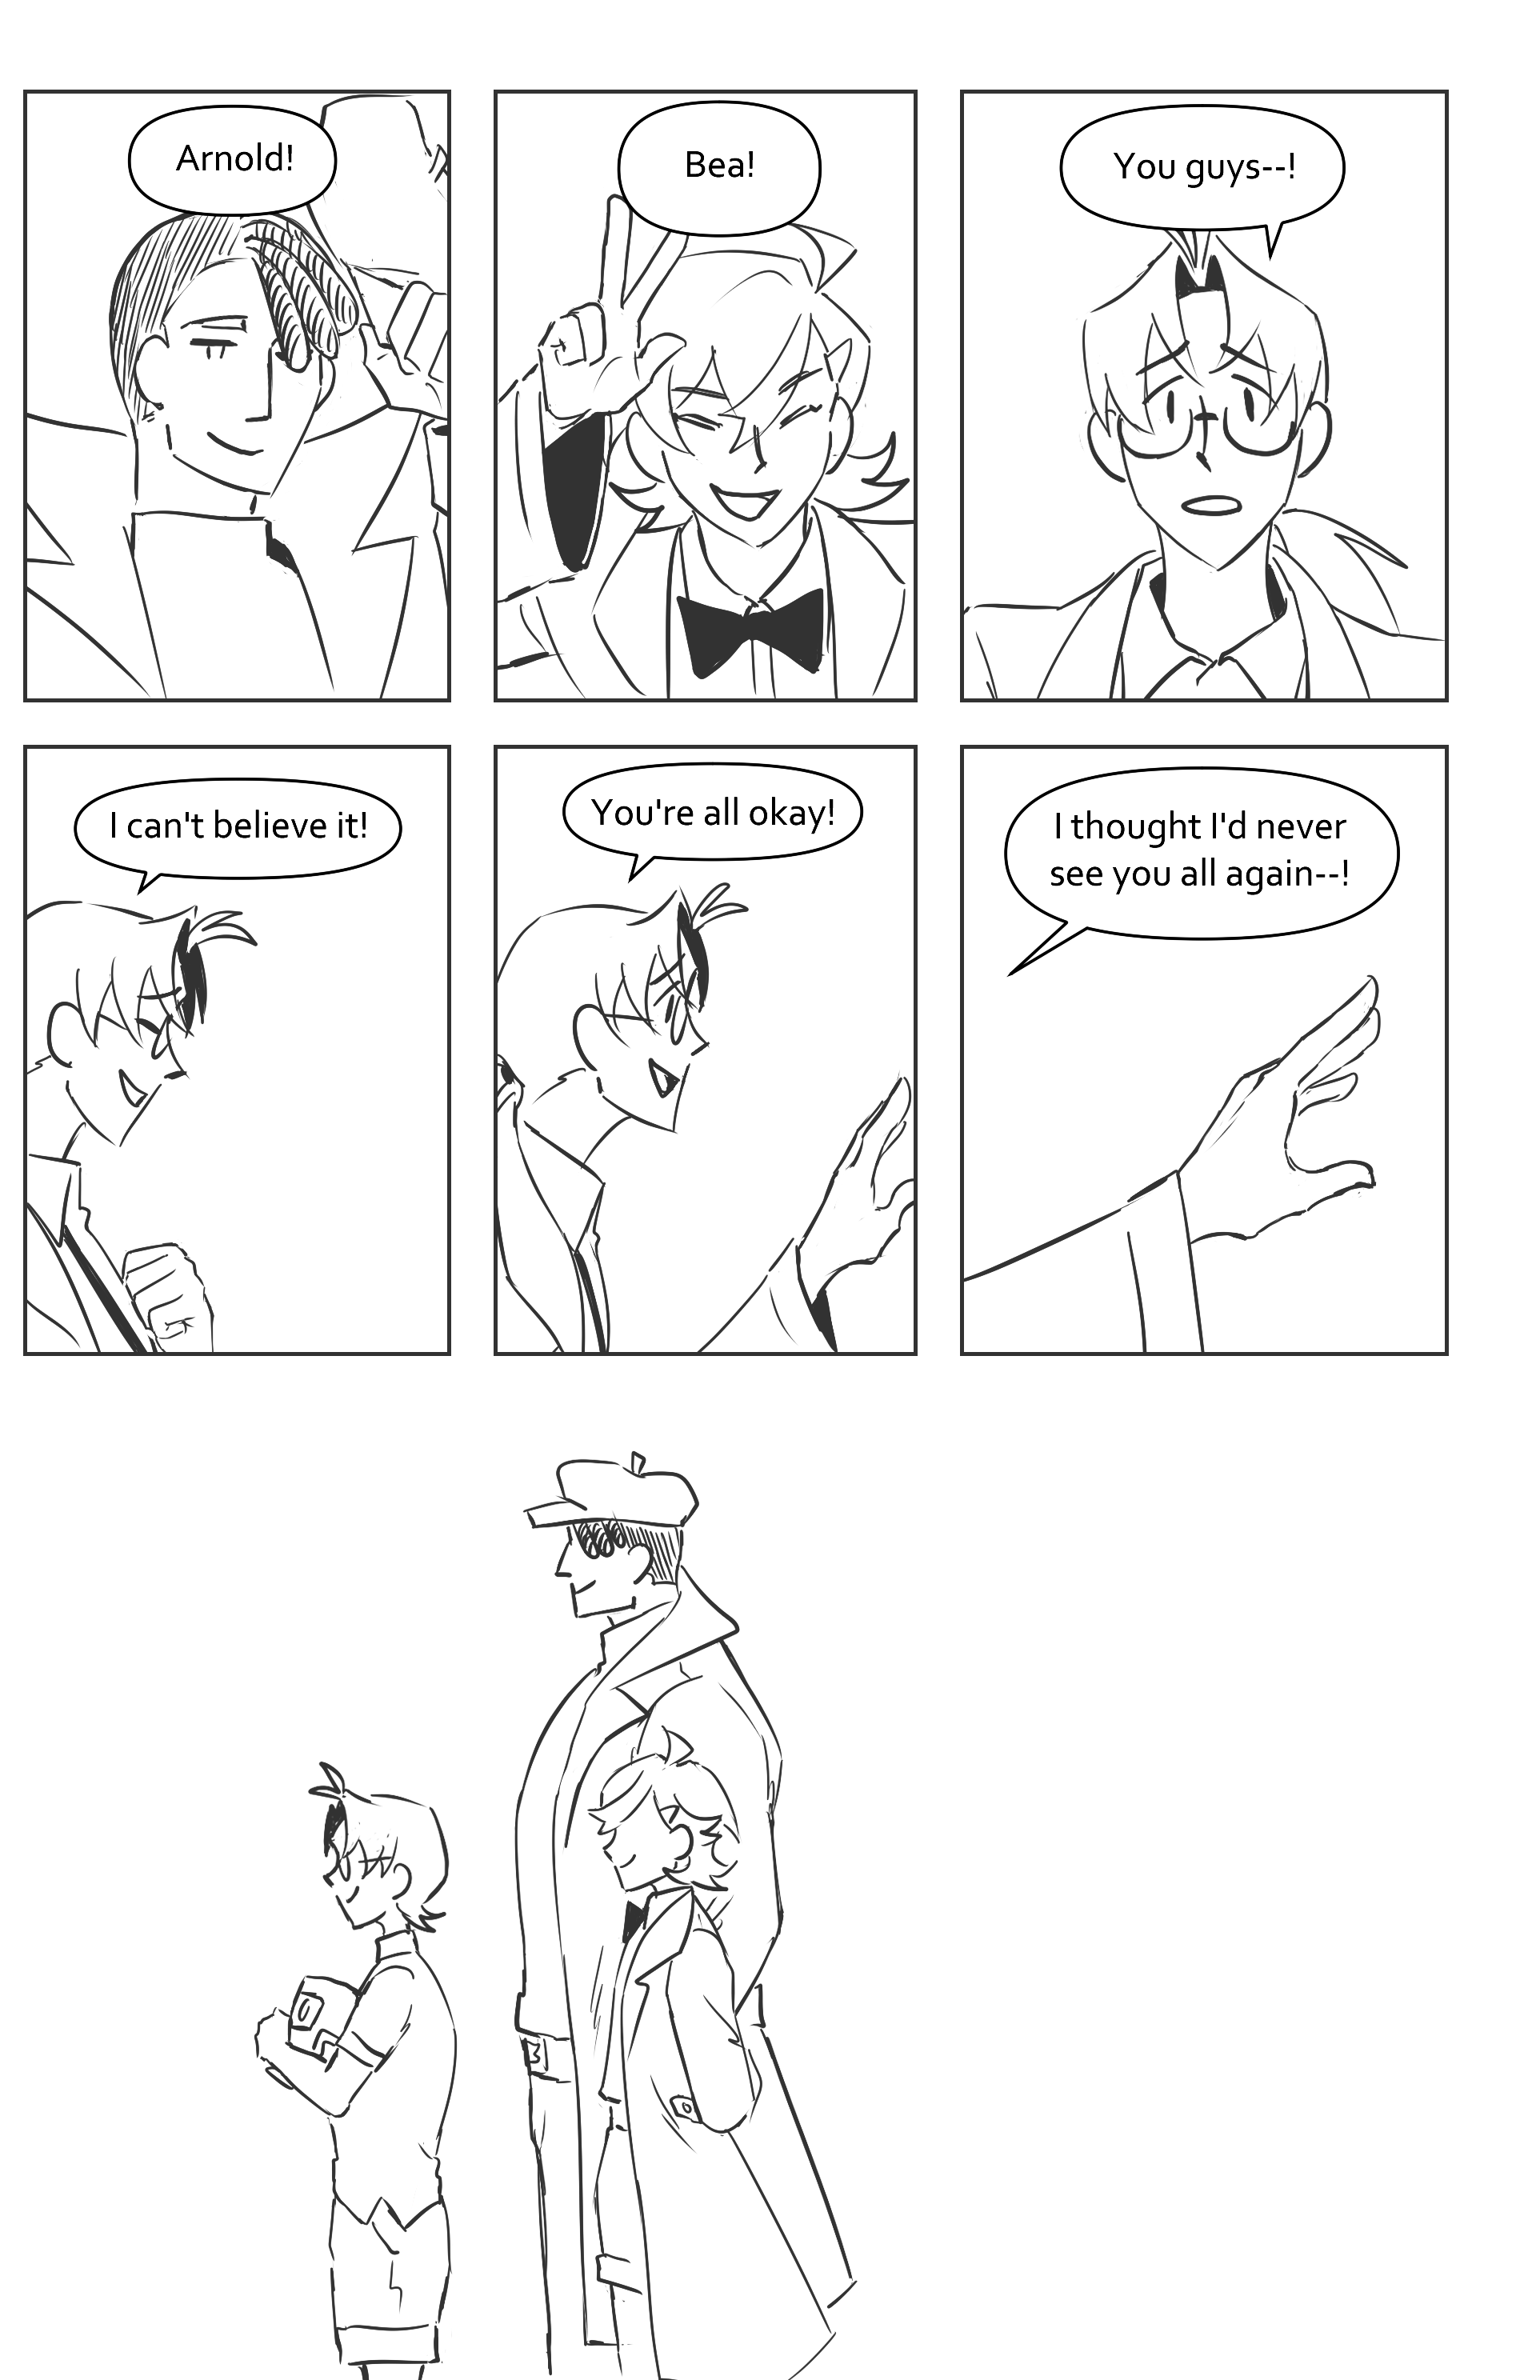 Arnold!
Bea!
You guys--!
I can't believe it!
You're all okay!
I thought I'd never
see you all again--!